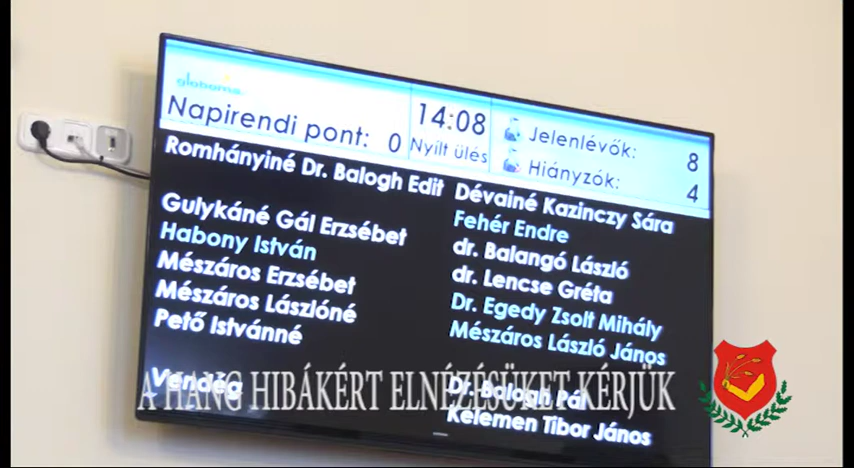 globomax
Napirendi pont: 0
14:08
Nyílt ülés
Jelenlévők: 8
Hiányzók: 4
Romhányiné Dr. Balogh Edit
Gulykáné Gál Erzsébet
Habony István
Mészáros Erzsébet
Mészáros Lászlóné
Pető Istvánné
Vendég
Dévainé Kazinczy Sára
Fehér Endre
dr. Balangó László
dr. Lencse Gréta
Dr. Egedy Zsolt Mihály
Mészáros László János
Dr. Balogh Pál
Kelemen Tibor János
A HANG HIBÁKÉRT ELNÉZÉSÜKET KÉRJÜK